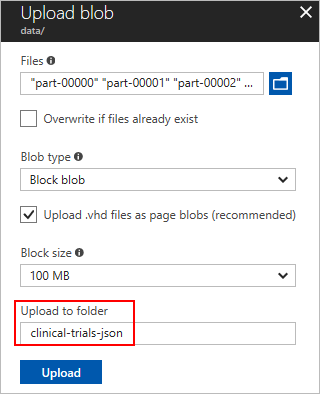 Upload blob
data/
Files
"part-00000" "part-00001" "part-00002" ...
Overwrite if files already exist
Blob type
Block blob
Upload .vhd files as page blobs (recommended)
Block size
100 MB
Upload to folder
clinical-trials-json
Upload